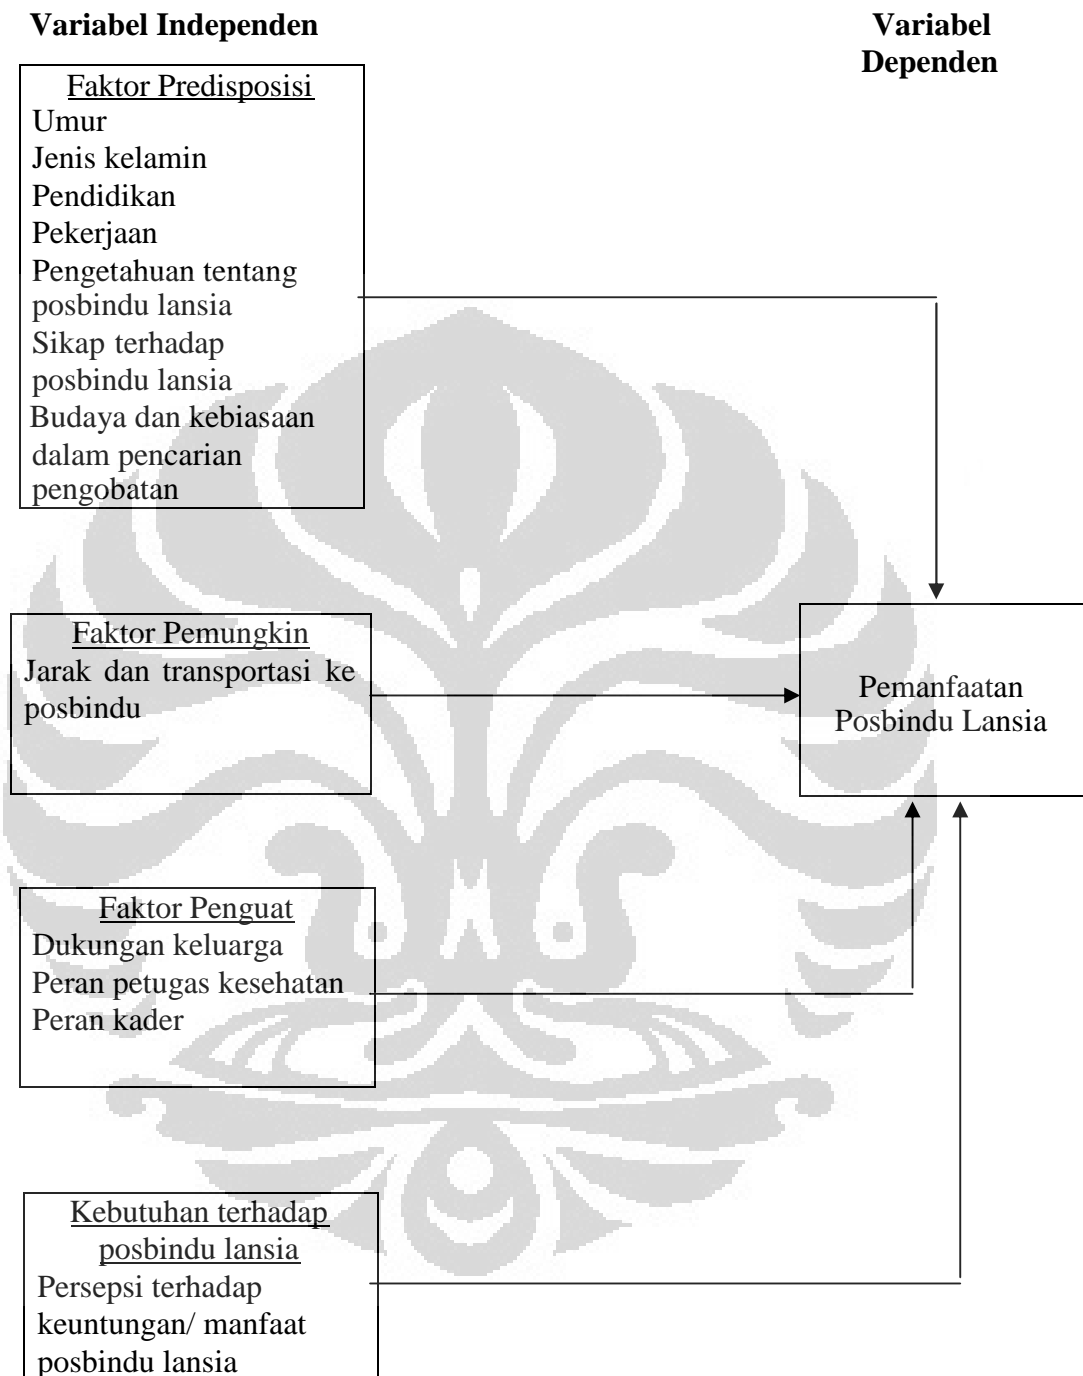 Variabel Independen
Variabel
Dependen
Faktor Predisposisi
Umur
Jenis kelamin
Pendidikan
Pekerjaan
Pengetahuan tentang
posbindu lansia
Sikap terhadap
posbindu lansia
Budaya dan kebiasaan
dalam pencarian
pengobatan
Faktor Pemungkin
Jarak dan transportasi ke
posbindu
Pemanfaatan
Posbindu Lansia
Faktor Penguat
Dukungan keluarga
Peran petugas kesehatan
Peran kader
Kebutuhan terhadap
posbindu lansia
Persepsi terhadap
keuntungan/ manfaat
posbindu lansia